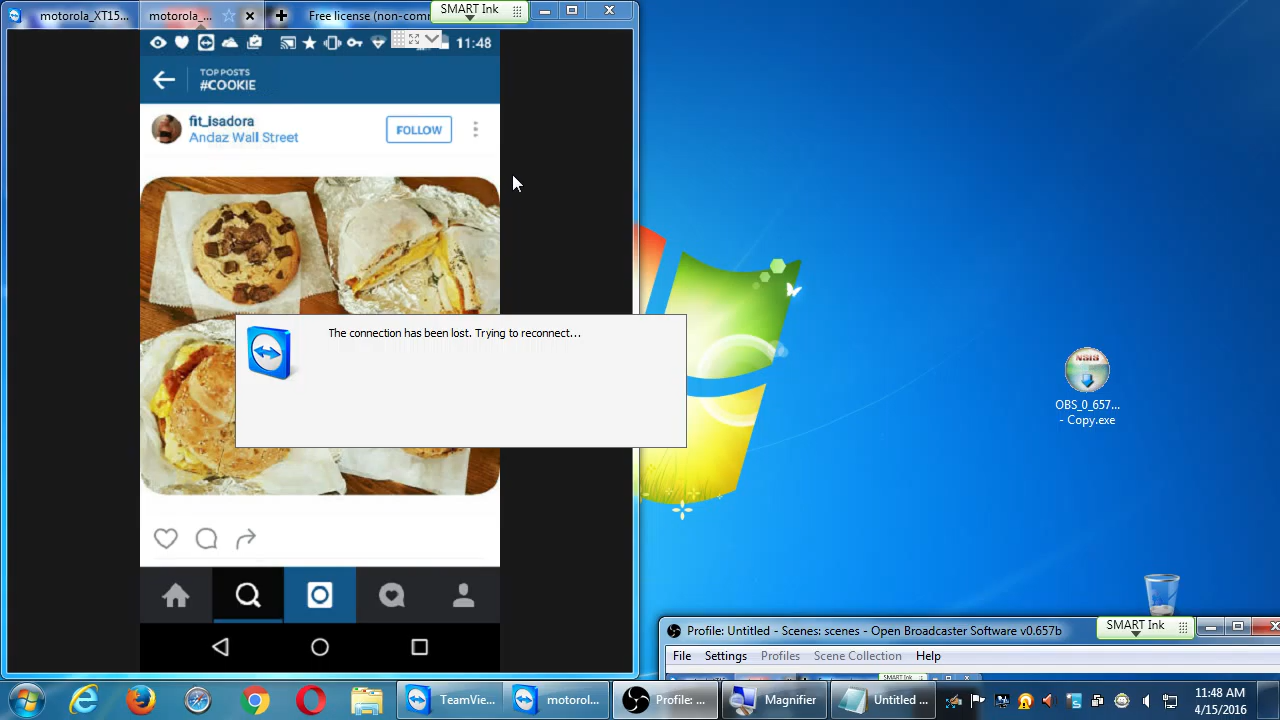 motorola_XT15...
motorola_...
Free license (non-comm
SMART Ink
11:48
TOP POSTS
#COOKIE
fit_isadora
Andaz Wall Street
FOLLOW
The connection has been lost. Trying to reconnect...
NSIS
OBS_0_657...
- Copy.exe
Profile: Untitled - Scenes: scenes - Open Broadcaster Software v0.657b
SMART Ink
File Settings Profiles Scene Collection Help
TeamVie...
motorol...
Profile: ...
Magnifier
Untitled ...
11:48 AM
4/15/2016